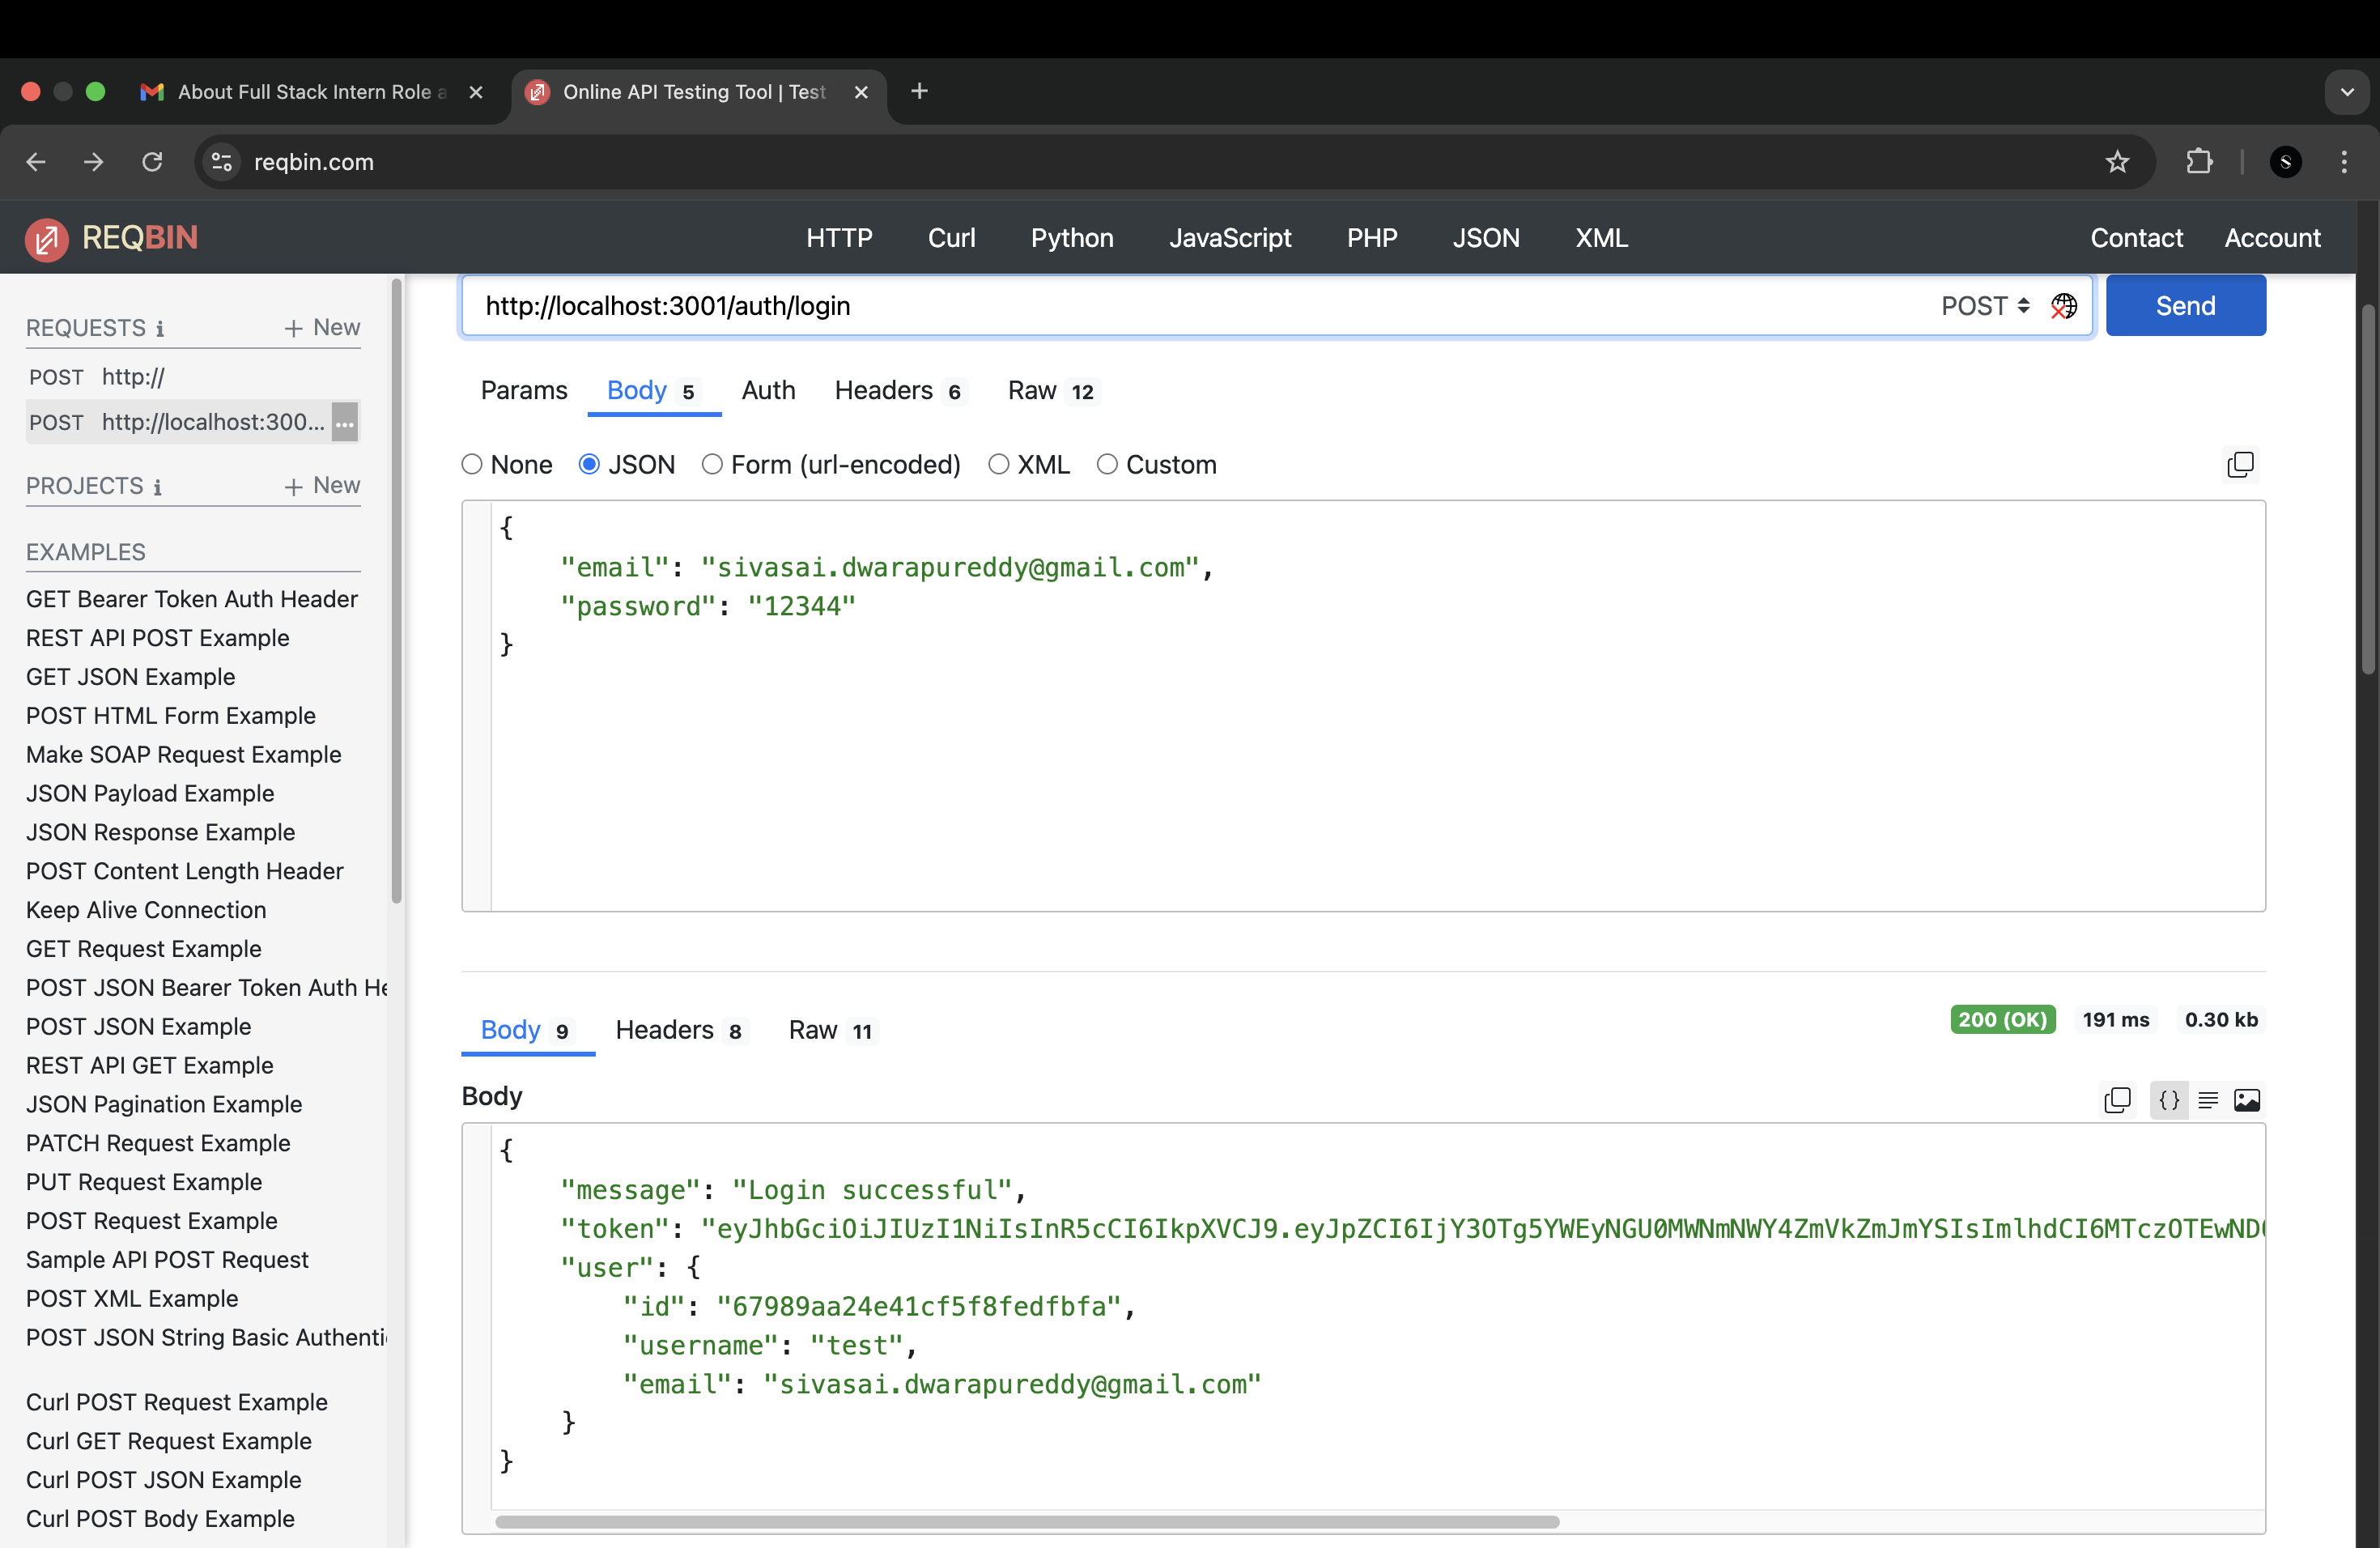 About Full Stack Intern Role a
Online API Testing Tool | Test
reqbin.com
S
REQBIN
HTTP Curl Python JavaScript PHP JSON XML
Contact Account
REQUESTS i + New
POST http://
POST http://localhost:300... ...
PROJECTS i + New
EXAMPLES
GET Bearer Token Auth Header
REST API POST Example
GET JSON Example
POST HTML Form Example
Make SOAP Request Example
JSON Payload Example
JSON Response Example
POST Content Length Header
Keep Alive Connection
GET Request Example
POST JSON Bearer Token Auth He
POST JSON Example
REST API GET Example
JSON Pagination Example
PATCH Request Example
PUT Request Example
POST Request Example
Sample API POST Request
POST XML Example
POST JSON String Basic Authenti
Curl POST Request Example
Curl GET Request Example
Curl POST JSON Example
Curl POST Body Example
http://localhost:3001/auth/login POST Send
Params Body 5 Auth Headers 6 Raw 12
None JSON Form (url-encoded) XML Custom
{
"email": "sivasai.dwarapureddy@gmail.com",
"password": "12344"
}
Body 9 Headers 8 Raw 11
200 (OK) 191 ms 0.30 kb
Body
{}
{
"message": "Login successful",
"token": "eyJhbGciOiJIUzI1NiIsInR5cCI6IkpXVCJ9.eyJpZCI6IjY3OTg5YWEyNGU0MWNmNWY4ZmVkZmJmYSIsImlhdCI6MTczOTEwND
"user": {
"id": "67989aa24e41cf5f8fedfbfa",
"username": "test",
"email": "sivasai.dwarapureddy@gmail.com"
}
}